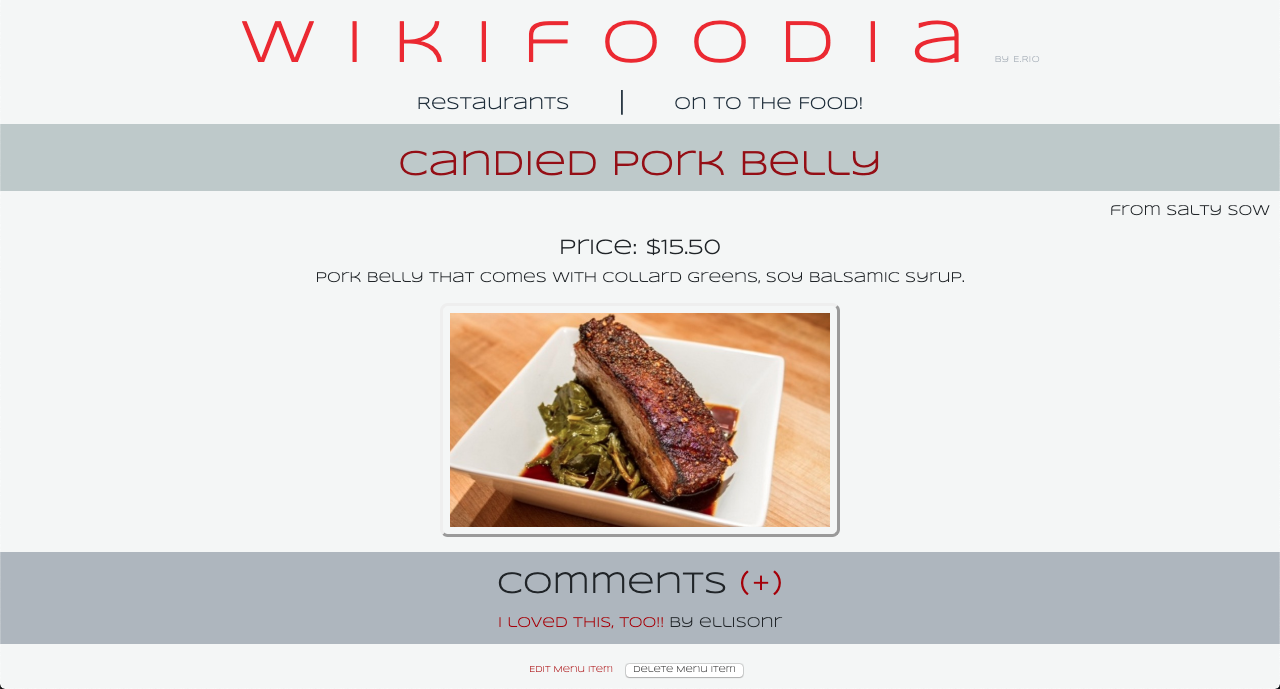 WIKIFOODIA BY E.RIO
Restaurants | On to the Food!
Candied Pork Belly
from Salty Sow
Price: $15.50
Pork belly that comes with collard greens, soy balsamic syrup.
Comments (+)
I loved this, too!! by ellisonr
Edit Menu Item Delete Menu Item